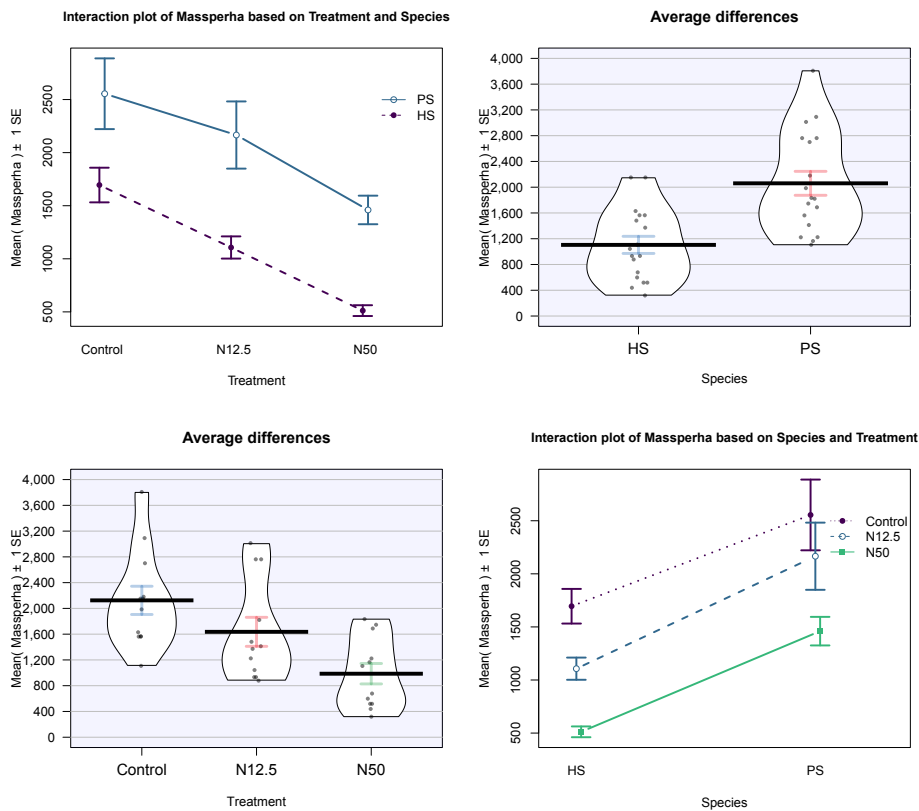 Interaction plot of Massperha based on Treatment and Species
Mean( Massperha ) ± 1 SE
2500
2000
1500
1000
500
PS
HS
Control N12.5 N50
Treatment
Average differences
Mean( Massperha ) ± 1 SE
4,000
3,600
3,200
2,800
2,400
2,000
1,600
1,200
800
400
0
HS PS
Species
Average differences
Mean( Massperha ) ± 1 SE
4,000
3,600
3,200
2,800
2,400
2,000
1,600
1,200
800
400
0
Control N12.5 N50
Treatment
Interaction plot of Massperha based on Species and Treatment
Mean( Massperha ) ± 1 SE
2500
2000
1500
1000
500
Control
N12.5
N50
HS PS
Species